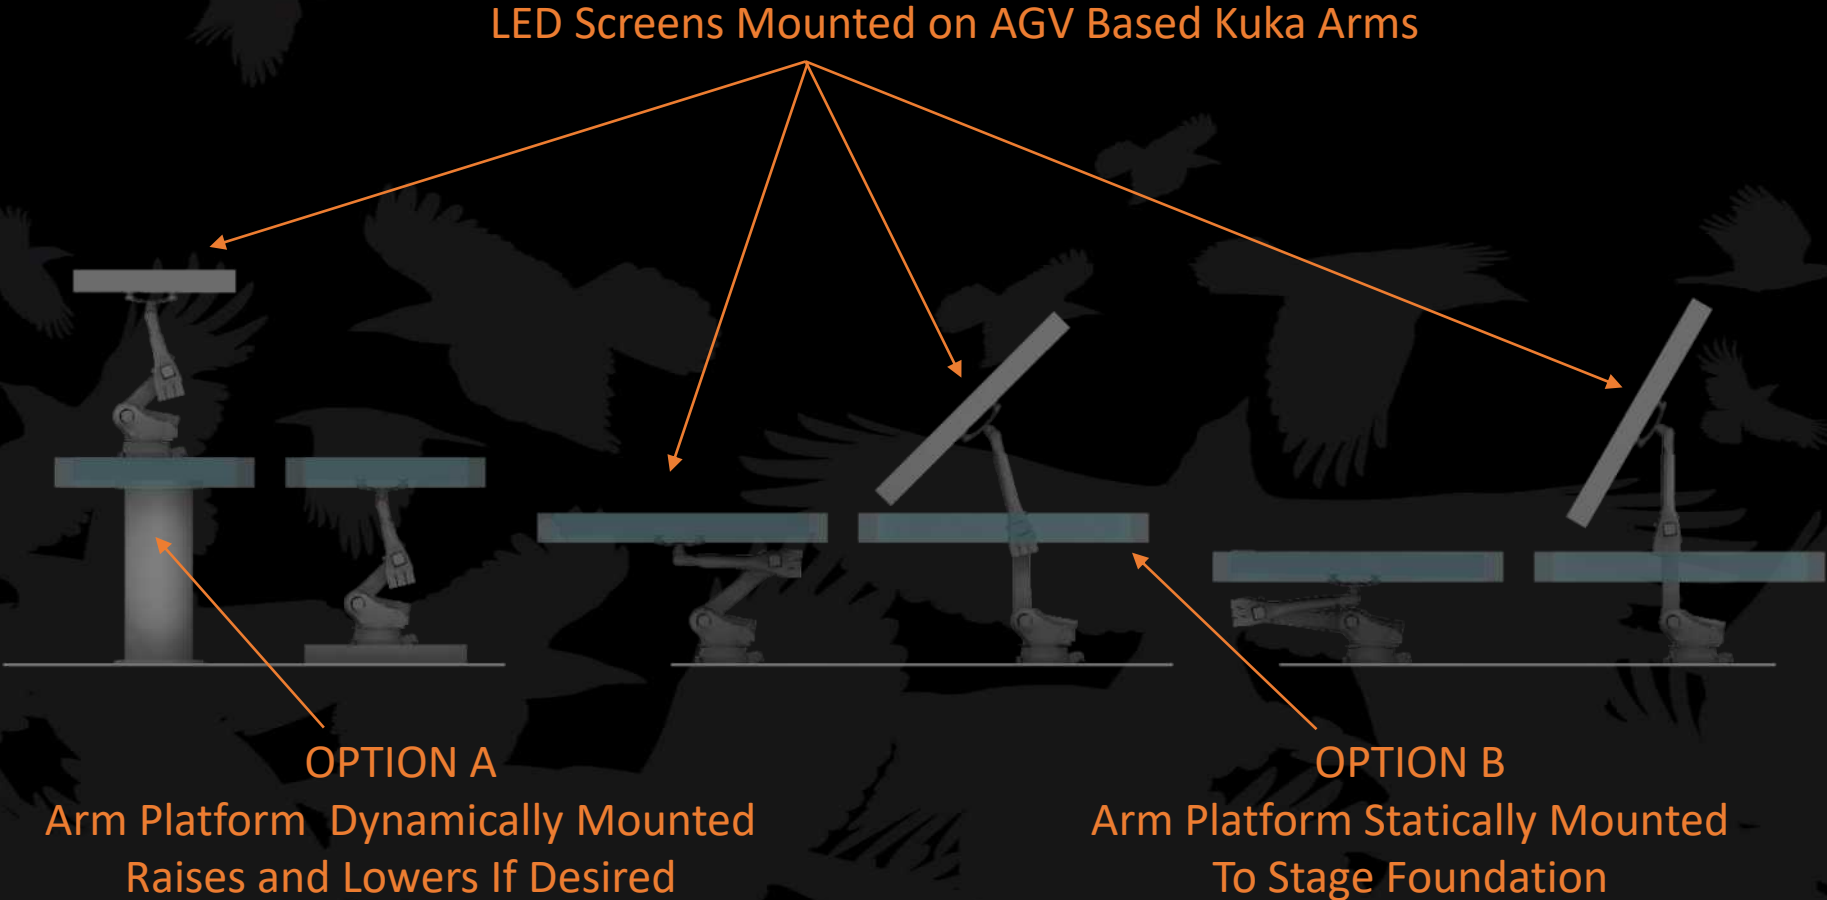 LED Screens Mounted on AGV Based Kuka Arms
OPTION A
Arm Platform  Dynamically Mounted
Raises and Lowers If Desired
OPTION B
Arm Platform Statically Mounted
To Stage Foundation